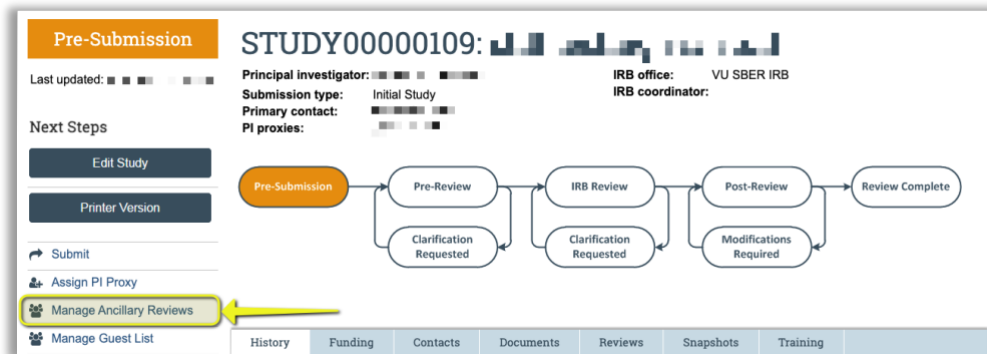 Pre-Submission
Last updated:
Next Steps
Edit Study
Printer Version
Submit
Assign PI Proxy
Manage Ancillary Reviews
Manage Guest List
STUDY00000109:
Principal investigator:
Submission type: Initial Study
Primary contact:
PI proxies:
IRB office: VU SBER IRB
IRB coordinator:
Pre-Submission
Pre-Review
IRB Review
Post-Review
Review Complete
Clarification
Requested
Clarification
Requested
Modifications
Required
History Funding Contacts Documents Reviews Snapshots Training